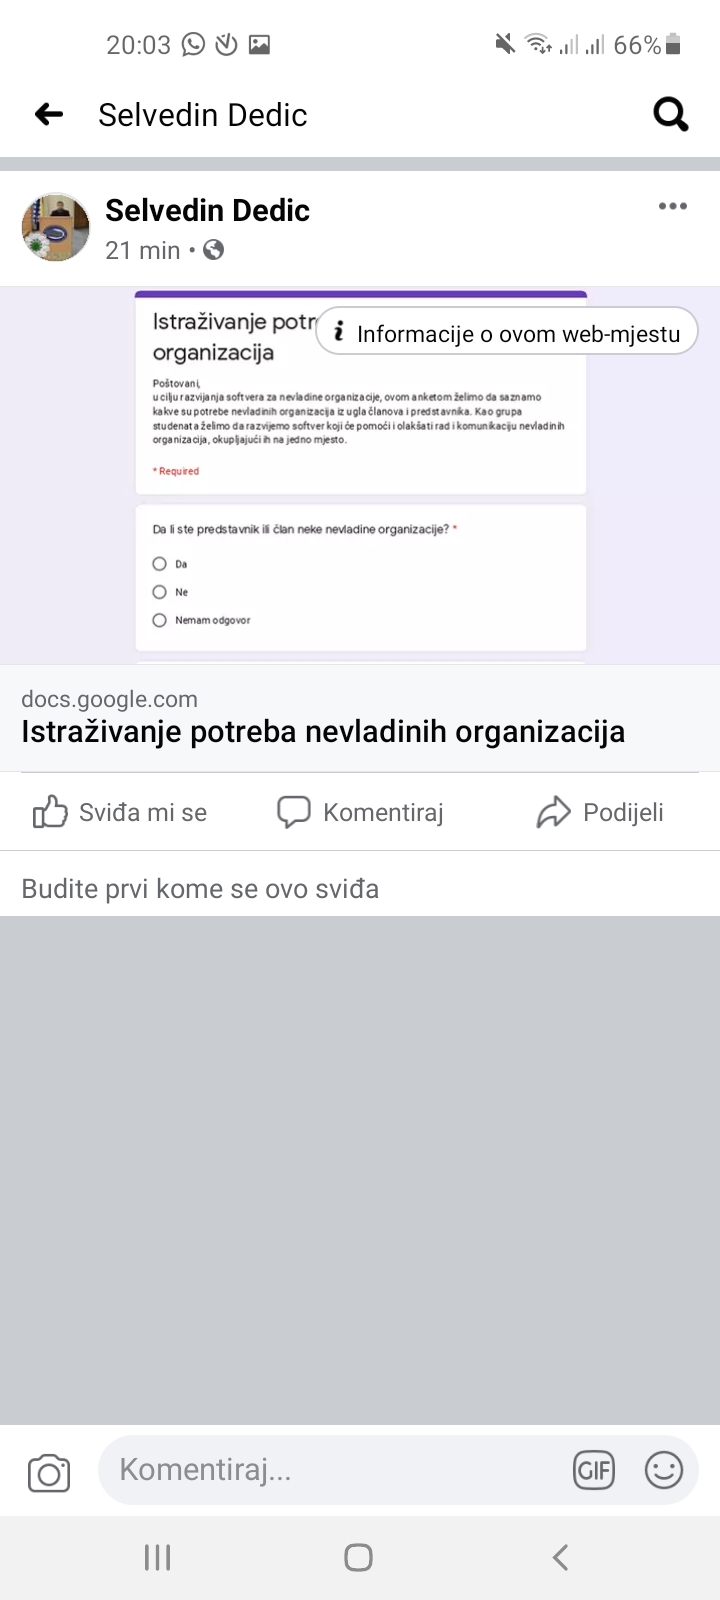 20:03
66%
Selvedin Dedic
Selvedin Dedic
21 min •
Istraživanje potr
organizacija
Informacije o ovom web-mjestu
Poštovani,
u cilju razvijanja softvera za nevladine organizacije, ovom anketom želimo da saznamo
kakve su potrebe nevladinih organizacija iz ugla članova i predstavnika. Kao grupa
studenata želimo da razvijemo softver koji će pomoći i olakšati rad i komunikaciju nevladinih
organizacija, okupljajući ih na jedno mjesto.
* Required
Da li ste predstavnik ili član neke nevladine organizacije? *
Da
Ne
Nemam odgovor
docs.google.com
Istraživanje potreba nevladinih organizacija
Sviđa mi se
Komentiraj
Podijeli
Budite prvi kome se ovo sviđa
Komentiraj...
GIF